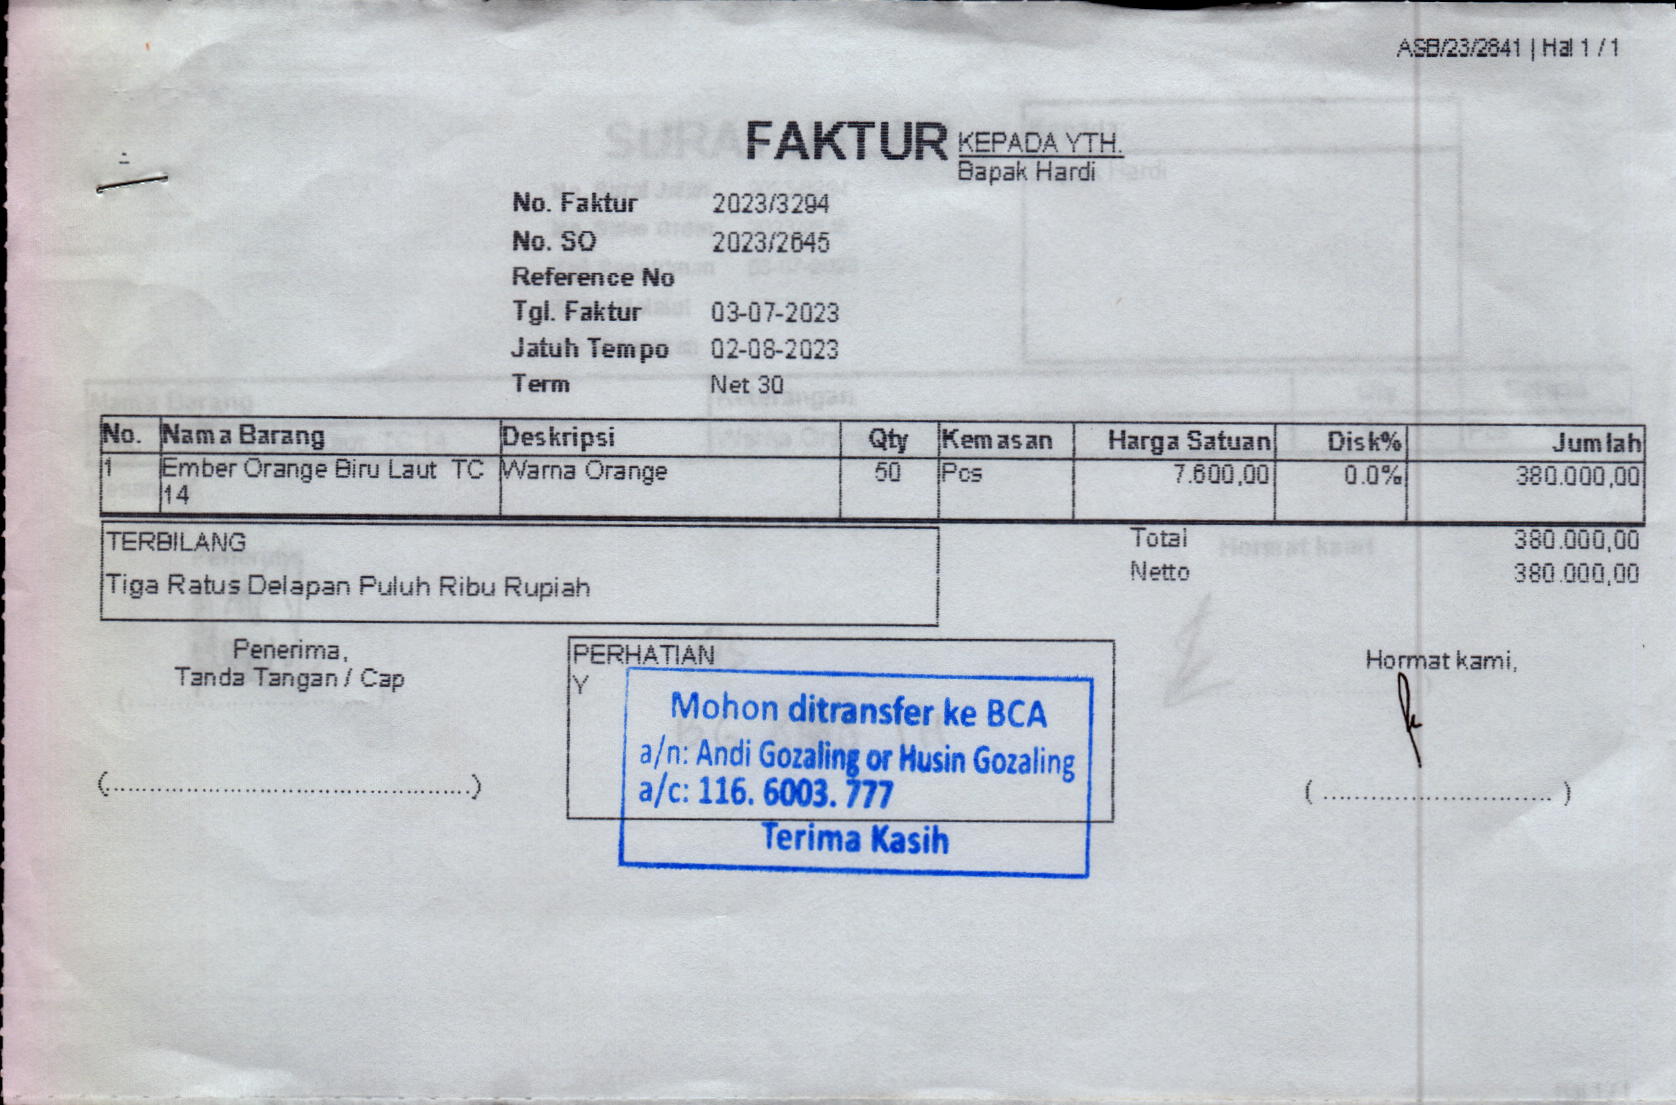 ASB/23/2841 | Hal 1 / 1
FAKTUR
KEPADA YTH.
Bapak Hardi
No. Faktur 2023/3294
No. SO 2023/2645
Reference No
Tgl. Faktur 03-07-2023
Jatuh Tempo 02-08-2023
Term Net 30
No. Nama Barang Deskripsi Qty Kemasan Harga Satuan Disk% Jumlah
1 Ember Orange Biru Laut TC Warna Orange 50 Pcs 7.600,00 0.0% 380.000,00
14
TERBILANG
Tiga Ratus Delapan Puluh Ribu Rupiah
Total 380.000,00
Netto 380.000,00
Penerima,
Tanda Tangan / Cap
(...............................................)
PERHATIAN
Y
Mohon ditransfer ke BCA
a/n: Andi Gozaling or Husin Gozaling
a/c: 116. 6003. 777
Terima Kasih
Hormat kami,
( ............................. )